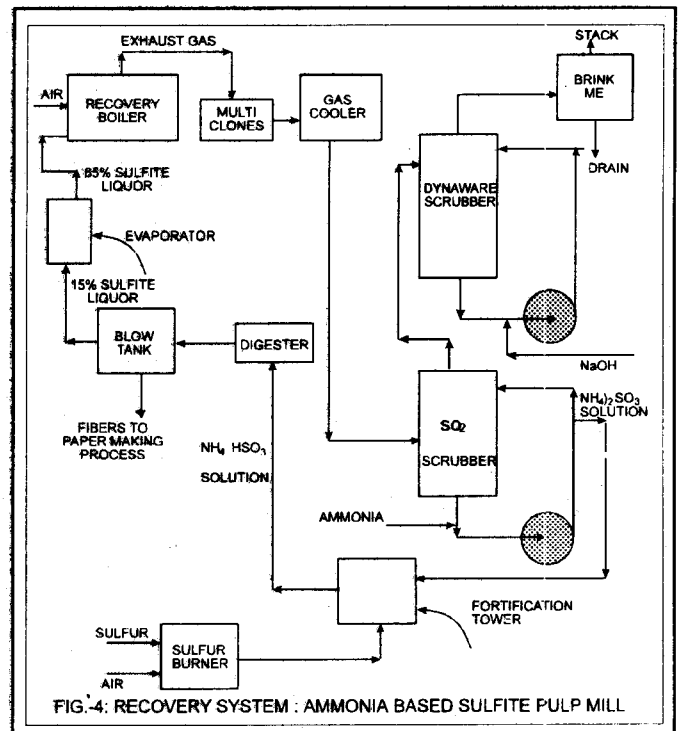 EXHAUST GAS
STACK
AIR
RECOVERY
BOILER
MULTI
CLONES
GAS
COOLER
BRINK
ME
DRAIN
85% SULFITE
LIQUOR
DYNAWARE
SCRUBBER
EVAPORATOR
15% SULFITE
LIQUOR
BLOW
TANK
DIGESTER
NaOH
FIBERS TO
PAPER MAKING
PROCESS
NH4 HSO3
SOLUTION
SO2
SCRUBBER
NH4)2SO3
SOLUTION
AMMONIA
FORTIFICATION
TOWER
SULFUR
SULFUR
BURNER
AIR
FIG.-4: RECOVERY SYSTEM : AMMONIA BASED SULFITE PULP MILL